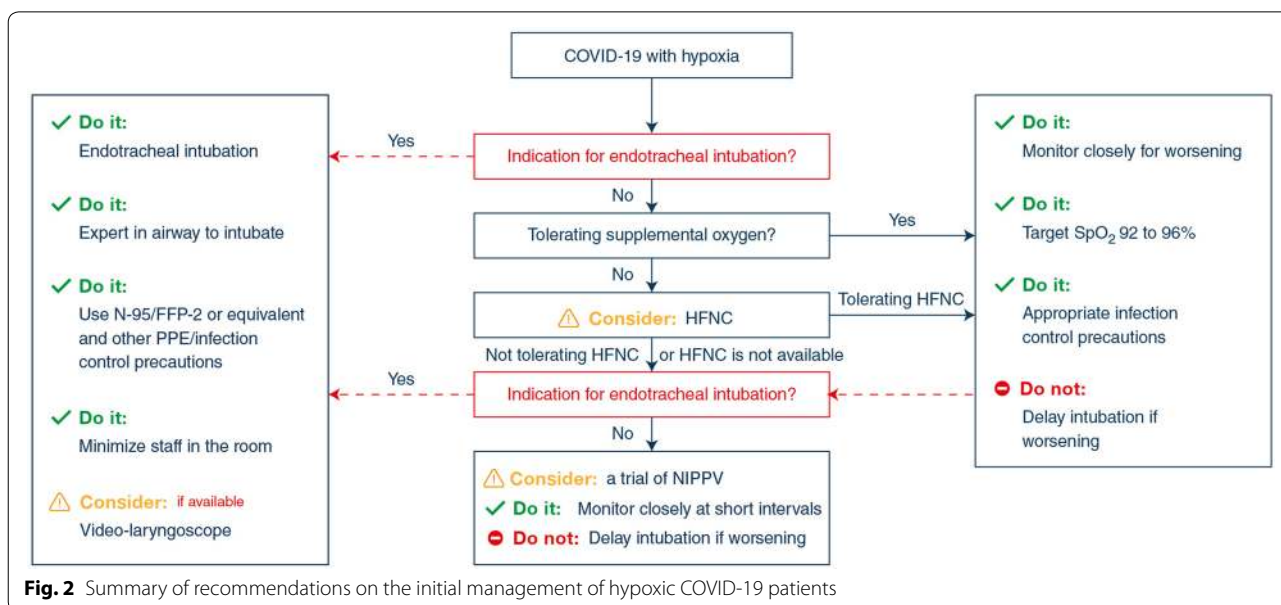 COVID-19 with hypoxia
Indication for endotracheal intubation?
Yes
No
Do it:
Endotracheal intubation
Do it:
Expert in airway to intubate
Do it:
Use N-95/FFP-2 or equivalent
and other PPE/infection
control precautions
Do it:
Minimize staff in the room
Consider: if available
Video-laryngoscope
Tolerating supplemental oxygen?
Yes
No
Consider: HFNC
Tolerating HFNC
Not tolerating HFNC or HFNC is not available
Indication for endotracheal intubation?
Yes
No
Consider: a trial of NIPPV
Do it: Monitor closely at short intervals
Do not: Delay intubation if worsening
Do it:
Monitor closely for worsening
Do it:
Target SpO₂ 92 to 96%
Do it:
Appropriate infection
control precautions
Do not:
Delay intubation if
worsening
Fig. 2 Summary of recommendations on the initial management of hypoxic COVID-19 patients